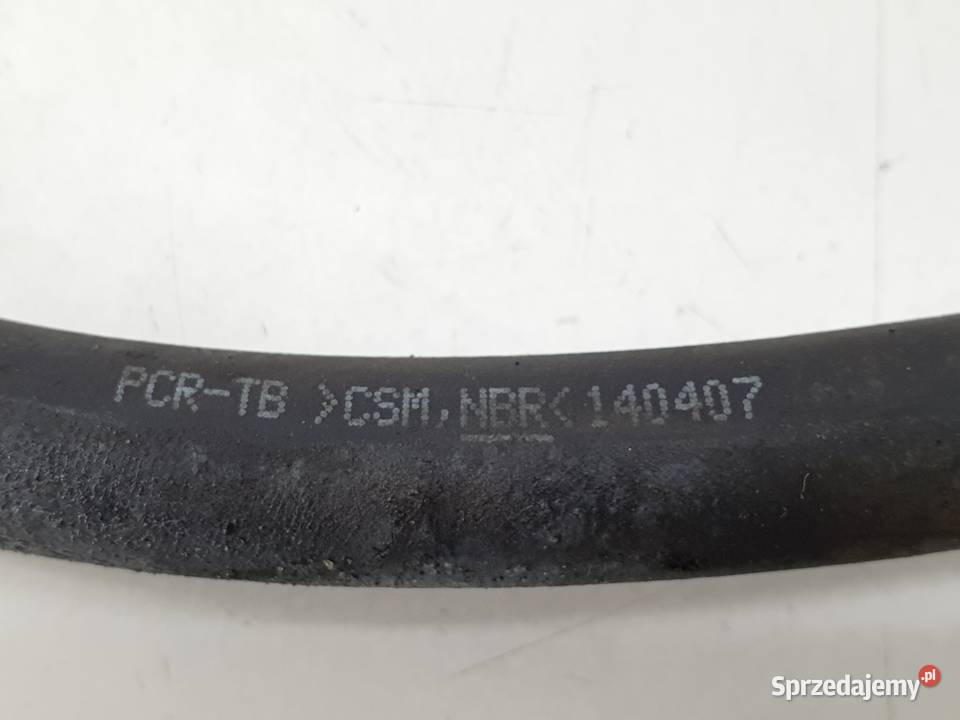 PCR-TB >CSM,NBR< 140407
Sprzedajemy.pl